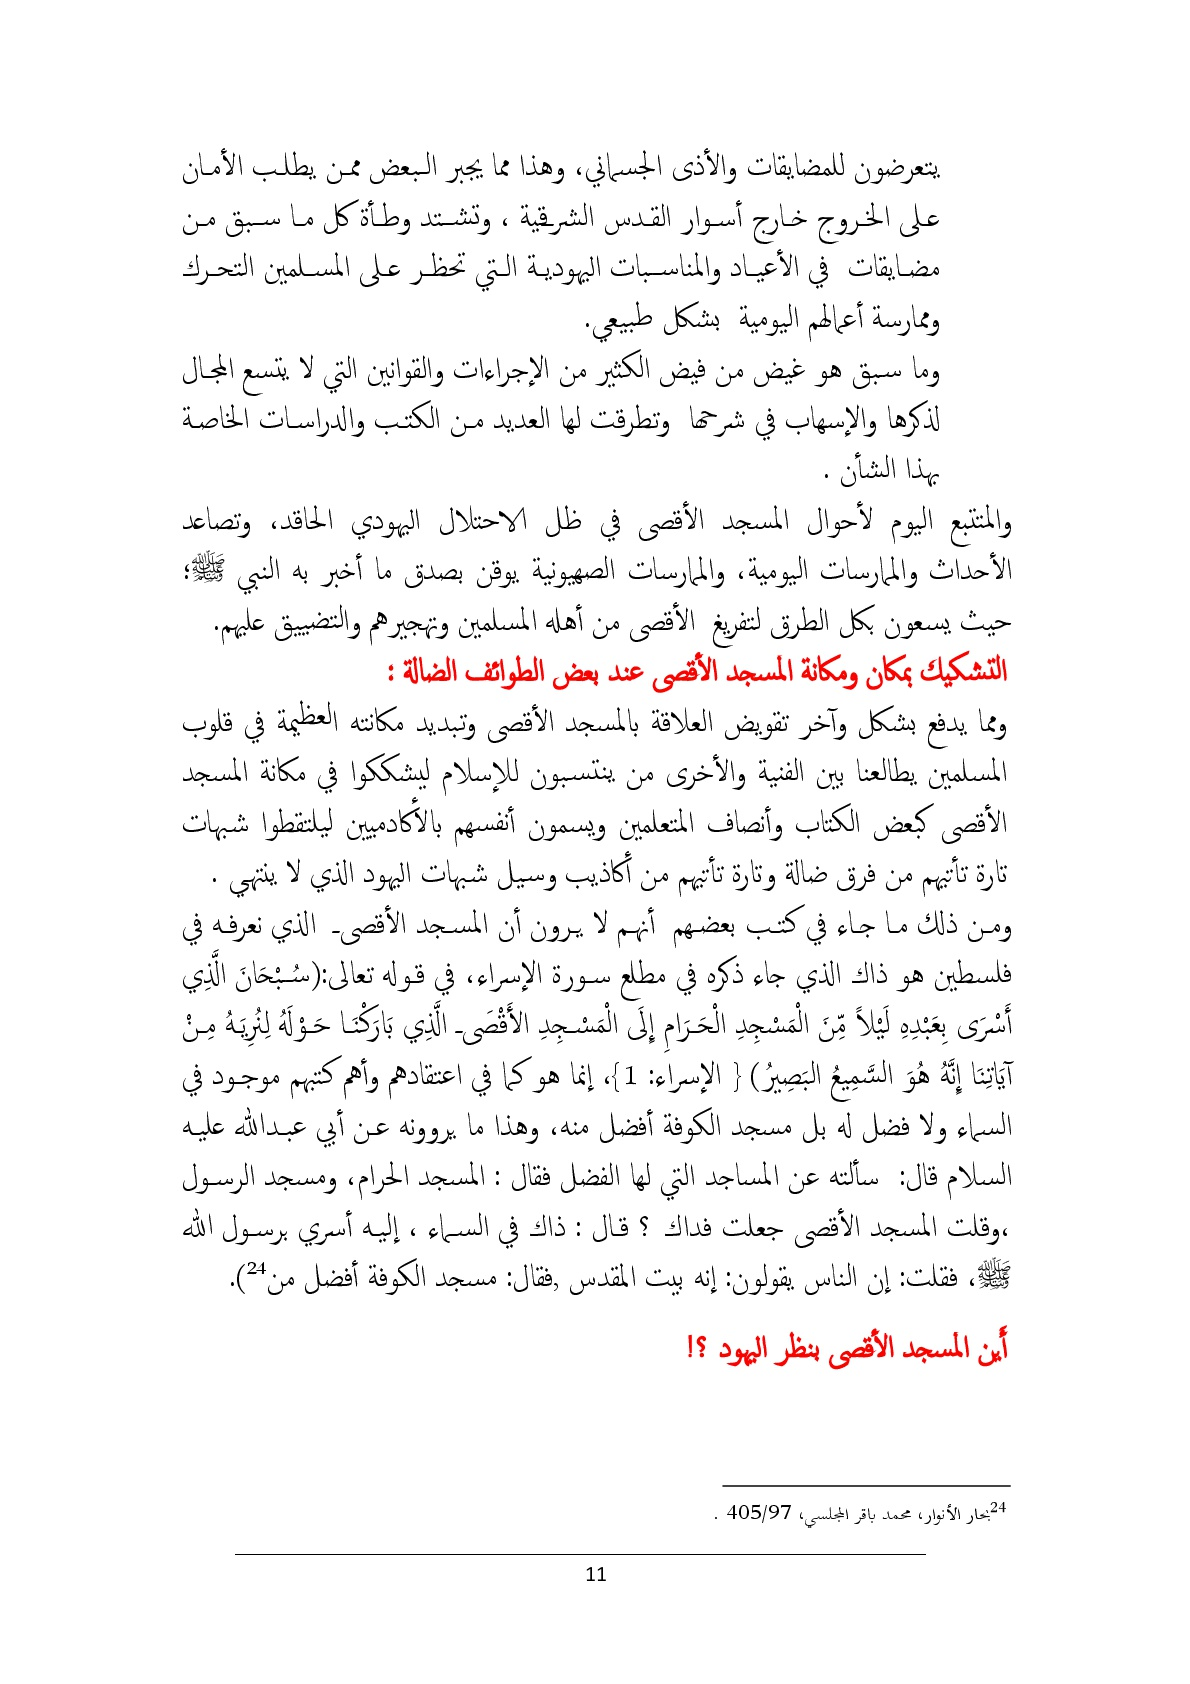 يتعرضون للمضايقات والأذى الجسماني، وهذا مما يجبر البعض ممن يطلب الأمان
على الخروج خارج أسوار القدس الشرقية ، وتشتد وطأة كل ما سبق من
مضايقات في الأعياد والمناسبات اليهودية التي تحظر على المسلمين التحرك
وممارسة أعمالهم اليومية بشكل طبيعي.
وما سبق هو غيض من فيض الكثير من الإجراءات والقوانين التي لا يتسع المجال
لذكرها والإسهاب في شرحها وتطرقت لها العديد من الكتب والدراسات الخاصة
بهذا الشأن .
والمتتبع اليوم لأحوال المسجد الأقصى في ظل الاحتلال اليهودي الحاقد، وتصاعد
الأحداث والممارسات اليومية، والممارسات الصهيونية يوقن بصدق ما أخبر به النبي ﷺ؛
حيث يسعون بكل الطرق لتفريغ الأقصى من أهله المسلمين وتهجيرهم والتضييق عليهم.
التشكيك بمكان ومكانة المسجد الأقصى عند بعض الطوائف الضالة :
ومما يدفع بشكل وآخر تقويض العلاقة بالمسجد الأقصى وتبديد مكانته العظيمة في قلوب
المسلمين يطالعنا بين الفنية والأخرى من ينتسبون للإسلام ليشككوا في مكانة المسجد
الأقصى كبعض الكتاب وأنصاف المتعلمين ويسمون أنفسهم بالأكادميين ليلتقطوا شبهات
تارة تأتيهم من فرق ضالة وتارة تأتيهم من أكاذيب وسيل شبهات اليهود الذي لا ينتهي .
ومن ذلك ما جاء في كتب بعضهم أنهم لا يرون أن المسجد الأقصى الذي نعرفه في
فلسطين هو ذاك الذي جاء ذكره في مطلع سورة الإسراء، في قوله تعالى:(سُبْحَانَ الَّذِي
أَسْرَى بِعَبْدِهِ لَيْلاً مِّنَ الْمَسْجِدِ الْحَرَامِ إِلَى الْمَسْجِدِ الأَقْصَى الَّذِي بَارَكْنَا حَوْلَهُ لِنُرِيَهُ مِنْ
آيَاتِنَا إِنَّهُ هُوَ السَّمِيعُ البَصِيرُ) { الإسراء: 1}، إنما هو كما في اعتقادهم وأهم كتبهم موجود في
السماء ولا فضل له بل مسجد الكوفة أفضل منه، وهذا ما يروونه عن أبي عبدالله عليه
السلام قال: سألته عن المساجد التي لها الفضل فقال : المسجد الحرام، ومسجد الرسول
،وقلت المسجد الأقصى جعلت فداك ؟ قال : ذاك في السماء ، إليه أسري برسول الله
ﷺ، فقلت: إن الناس يقولون: إنه بيت المقدس ,فقال: مسجد الكوفة أفضل من24).
أين المسجد الأقصى بنظر اليهود ؟!
24بحار الأنوار، محمد باقر المجلسي، 405/97 .
11